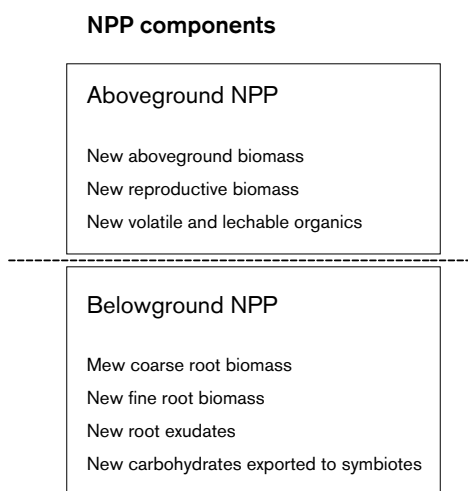 NPP components
Aboveground NPP
New aboveground biomass
New reproductive biomass
New volatile and lechable organics
Belowground NPP
Mew coarse root biomass
New fine root biomass
New root exudates
New carbohydrates exported to symbiotes